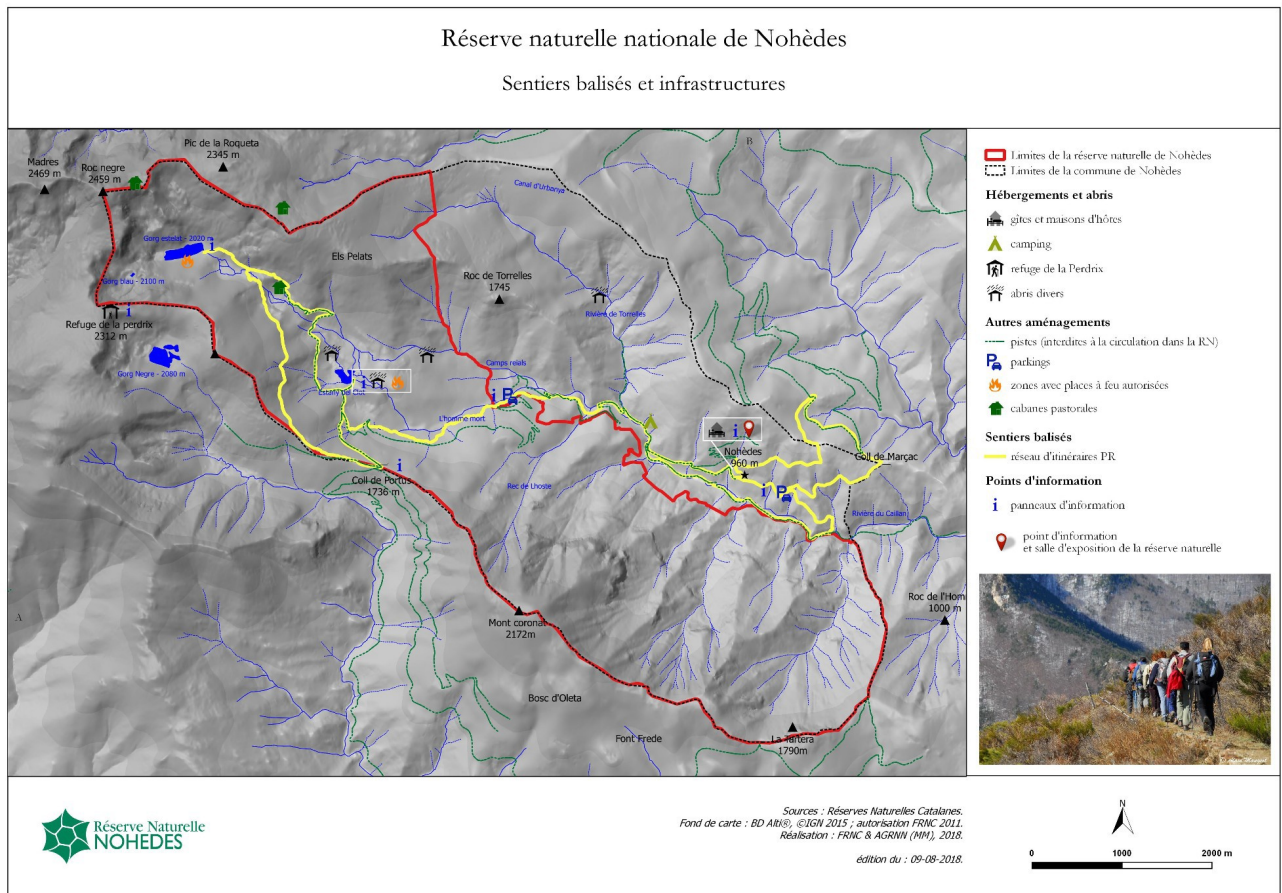 Réserve naturelle nationale de Nohèdes
Sentiers balisés et infrastructures
Madres
2469 m
Roc negre
2459 m
Pic de la Roqueta
2345 m
B
Canal d'Urbanya
Gorg estelat - 2020 m
i
Els Pelats
Gorg blau - 2100 m
i
Refuge de la perdrix
2312 m
Roc de Torrelles
1745
Rivière de Torrelles
Gorg Negre - 2080 m
Camps reials
Estany del Clot
i
i P
L'homme mort
i
Nohèdes
960 m
Coll de Marçac
i
Coll de Portus
1736 m
Rec de Lhoste
i P
Rivière du Caillan
A
Mont coronat
2172m
Roc de l'Hom
1000 m
Bosc d'Oleta
Font Frede
La Tartera
1790m
Limites de la réserve naturelle de Nohèdes
Limites de la commune de Nohèdes
Hébergements et abris
gîtes et maisons d'hôtes
camping
refuge de la Perdrix
abris divers
Autres aménagements
pistes (interdites à la circulation dans la RN)
P parkings
zones avec places à feu autorisées
cabanes pastorales
Sentiers balisés
réseau d'itinéraires PR
Points d'information
i panneaux d'information
point d'information
et salle d'exposition de la réserve naturelle
Réserve Naturelle
NOHEDES
Sources : Réserves Naturelles Catalanes.
Fond de carte : BD Alti®, ©IGN 2015 ; autorisation FRNC 2011.
Réalisation : FRNC & AGRNN (MM), 2018.
édition du : 09-08-2018.
N
0 1000 2000 m